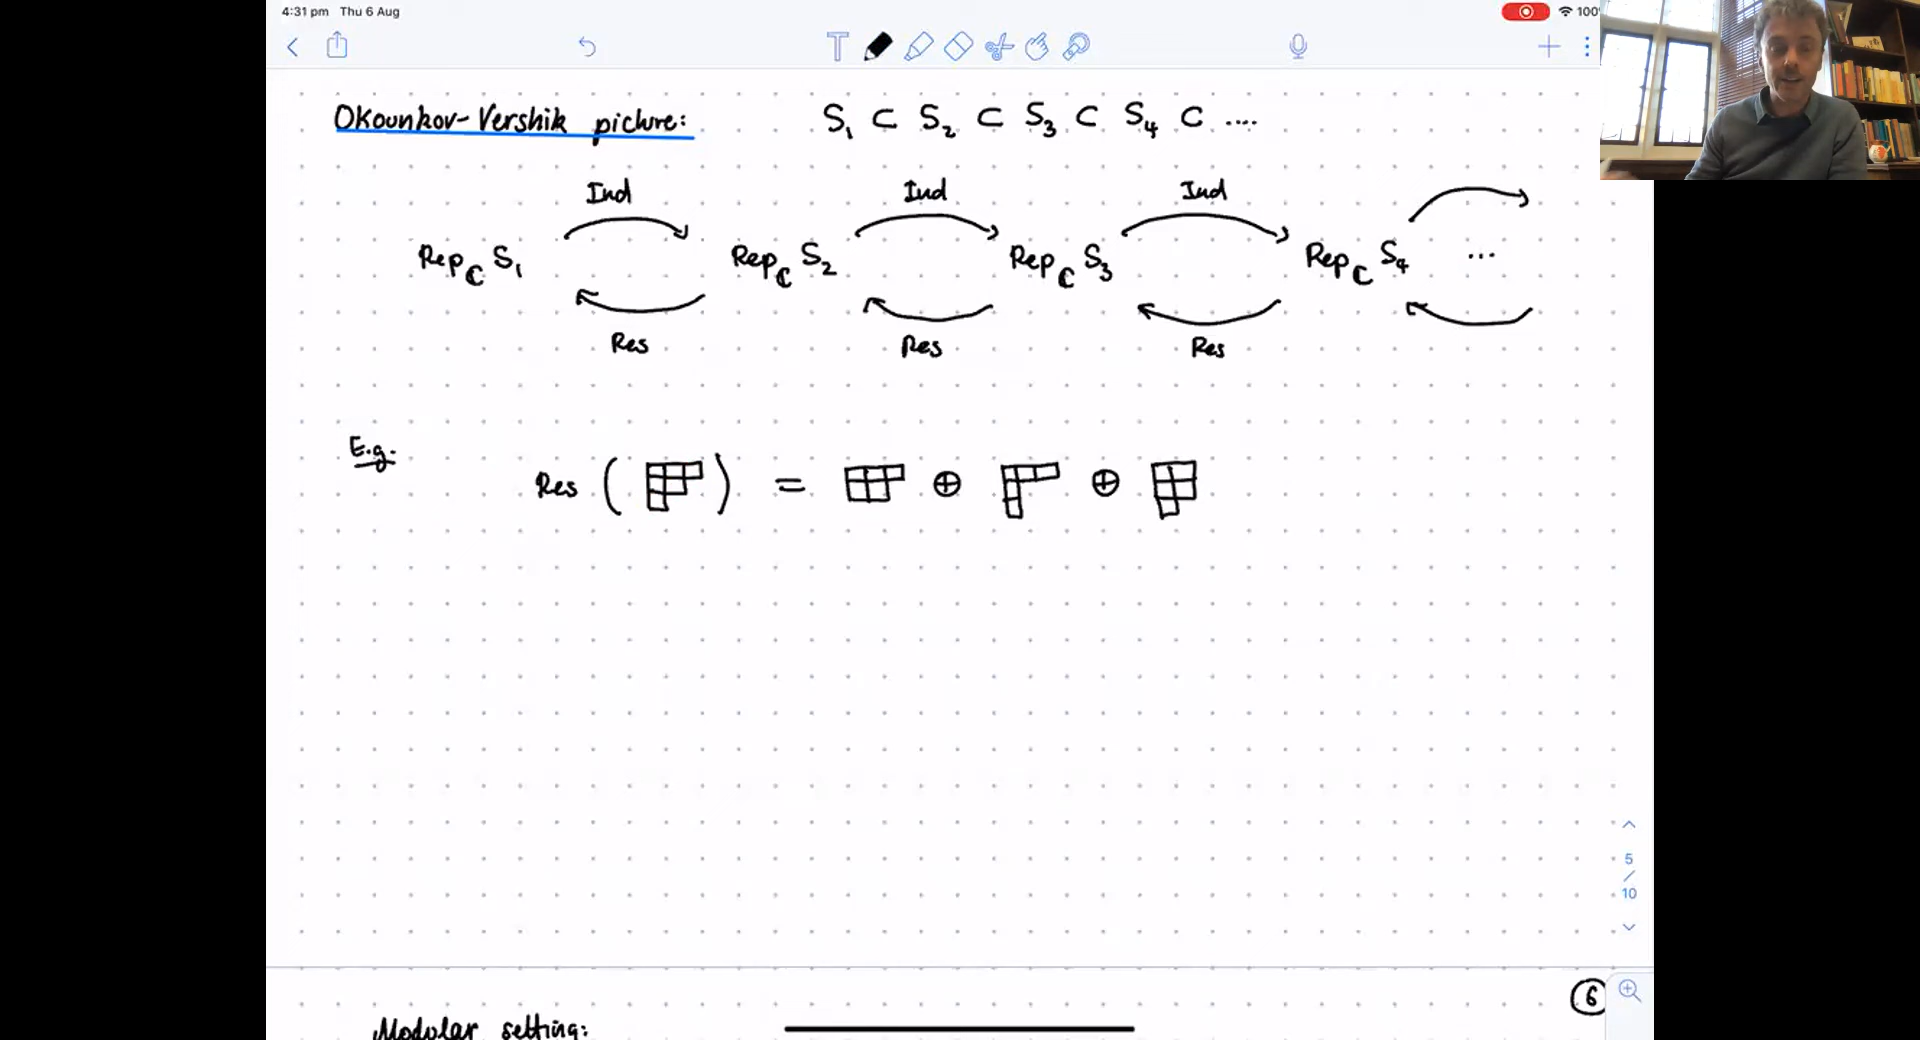 4:31 pm Thu 6 Aug
100
Okounkov-Vershik picture: S₁ ⊂ S₂ ⊂ S₃ ⊂ S₄ ⊂ ....
Ind Ind Ind
Rep_ℂ S₁ Rep_ℂ S₂ Rep_ℂ S₃ Rep_ℂ S₄ ...
Res Res Res
E.g.
Res ( ) = ⊕ ⊕
5
/
10
6
Modular setting: